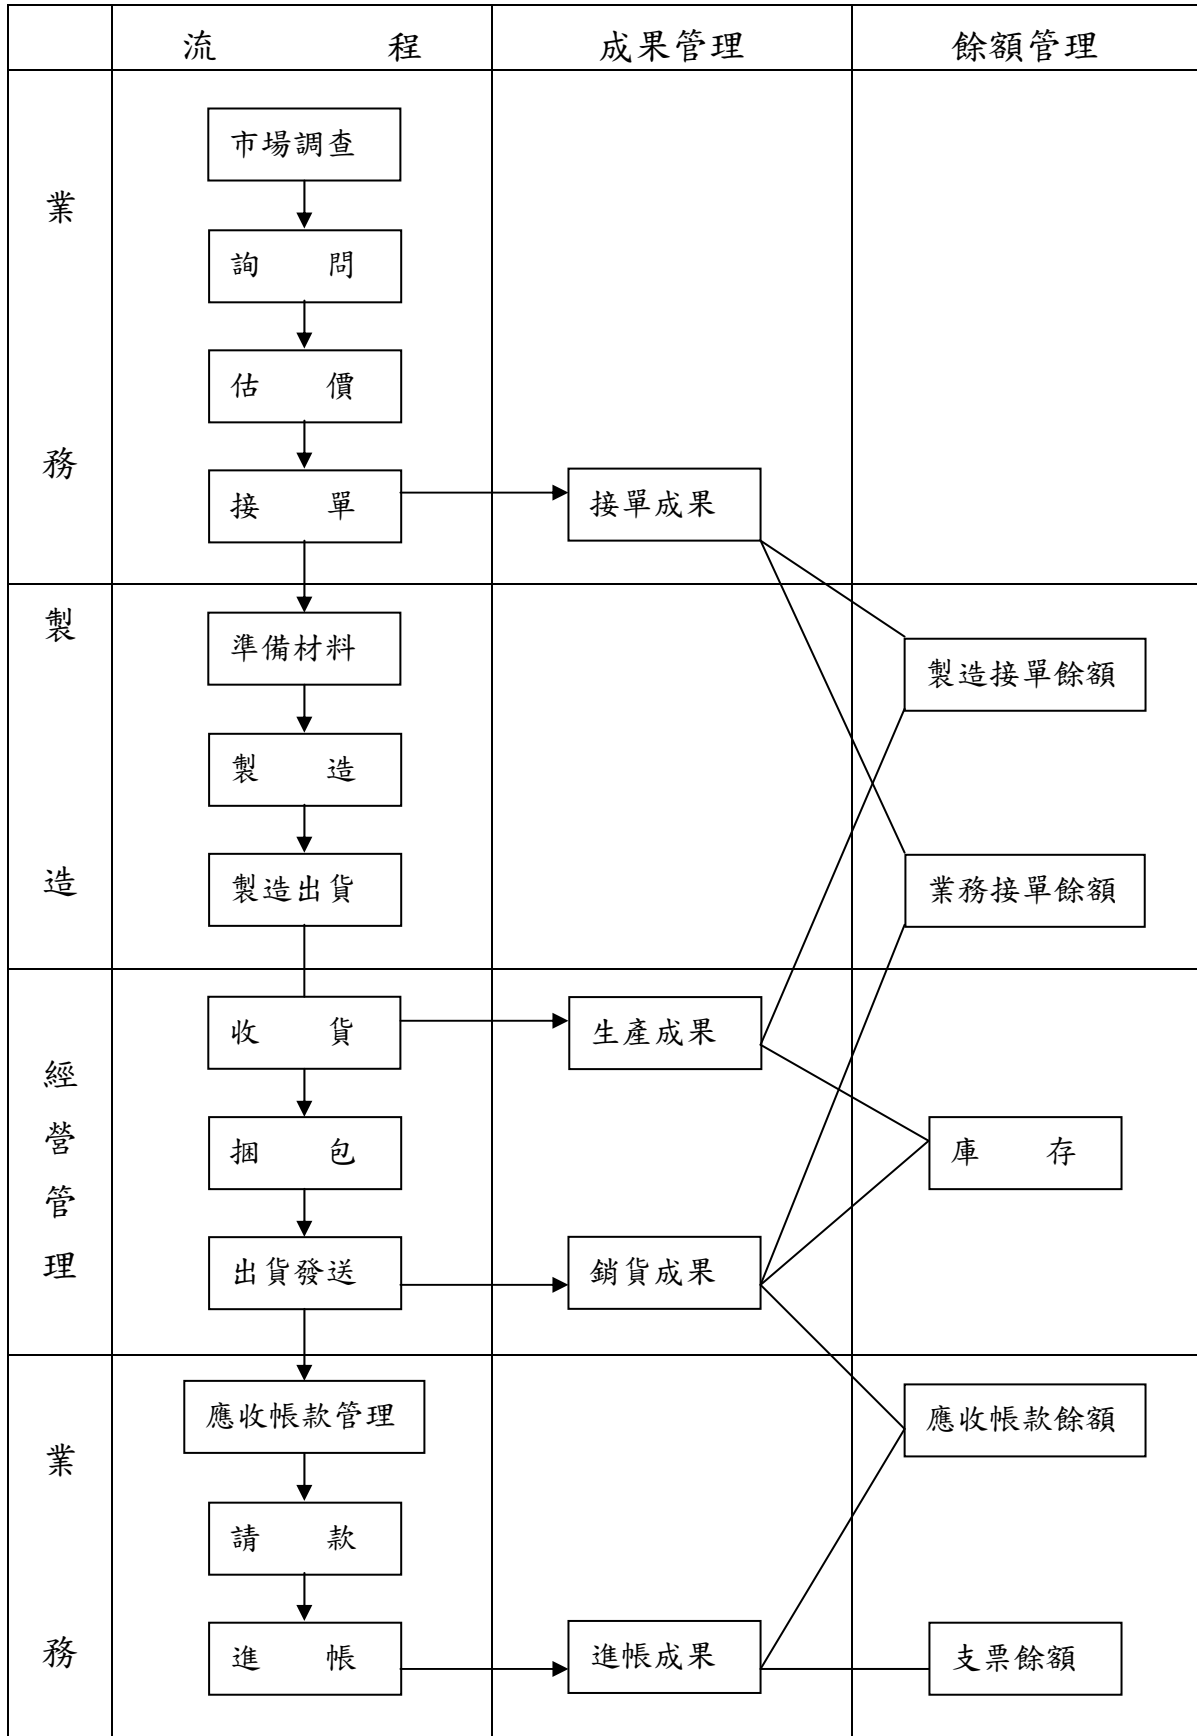 流 程 成果管理 餘額管理
業
務
市場調查
詢 問
估 價
接 單
接單成果
製
造
準備材料
製 造
製造出貨
製造接單餘額
業務接單餘額
經
營
管
理
收 貨
生產成果
捆 包
庫 存
出貨發送
銷貨成果
業
務
應收帳款管理
應收帳款餘額
請 款
進 帳
進帳成果
支票餘額